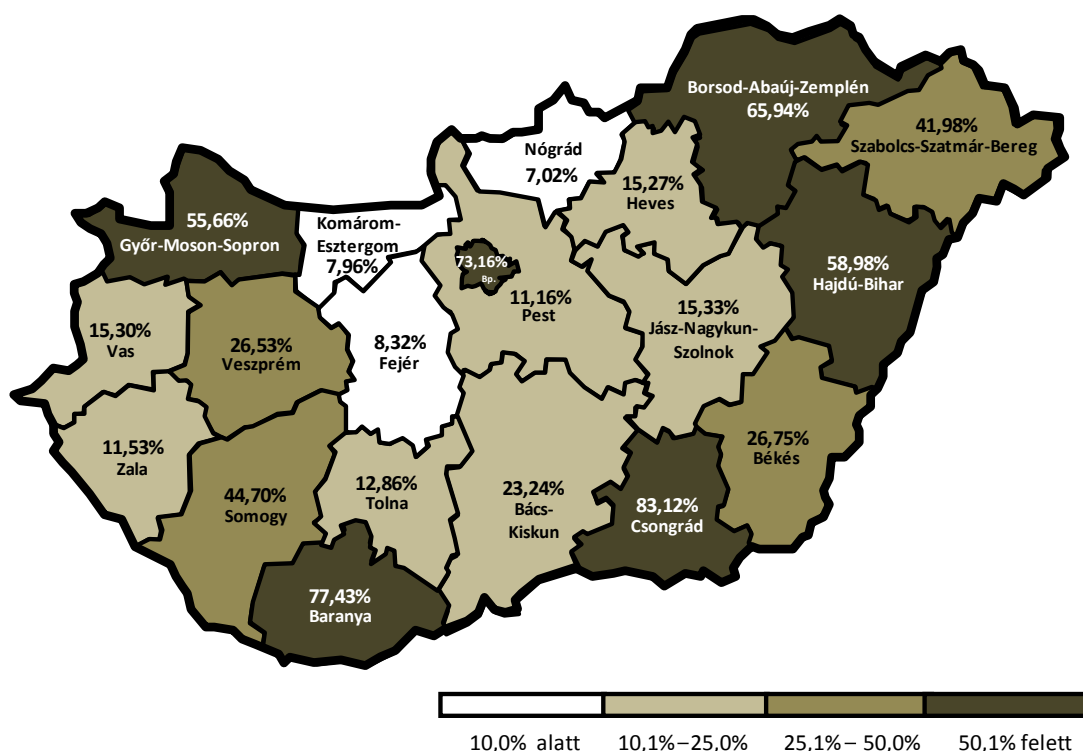 Borsod-Abaúj-Zemplén
65,94%
41,98%
Szabolcs-Szatmár-Bereg
Nógrád
7,02%
15,27%
Heves
55,66%
Győr-Moson-Sopron
Komárom-
Esztergom
7,96%
73,16%
Bp.
58,98%
Hajdú-Bihar
11,16%
Pest
15,33%
Jász-Nagykun-
Szolnok
15,30%
Vas
26,53%
Veszprém
8,32%
Fejér
11,53%
Zala
26,75%
Békés
44,70%
Somogy
12,86%
Tolna
23,24%
Bács-
Kiskun
83,12%
Csongrád
77,43%
Baranya
10,0% alatt 10,1%–25,0% 25,1%– 50,0% 50,1% felett